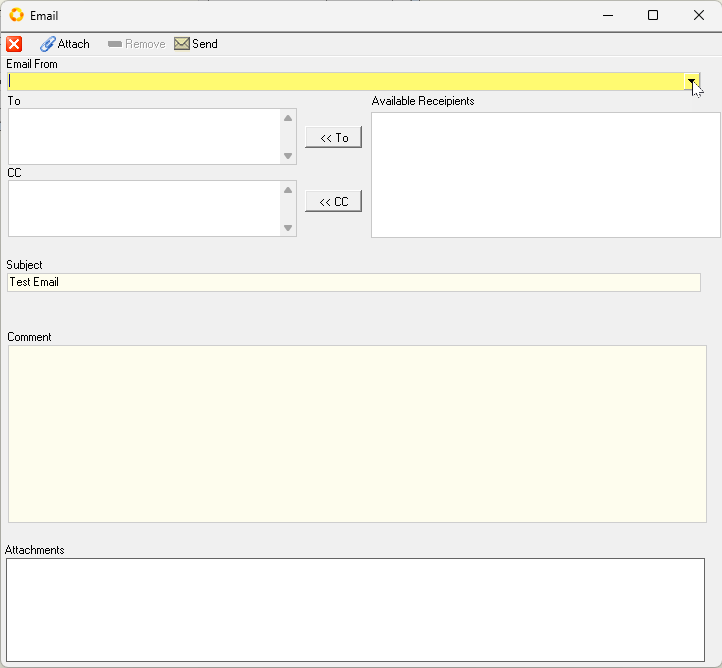 Email
Attach Remove Send
Email From
To Available Receipients
<< To
CC
<< CC
Subject
Test Email
Comment
Attachments